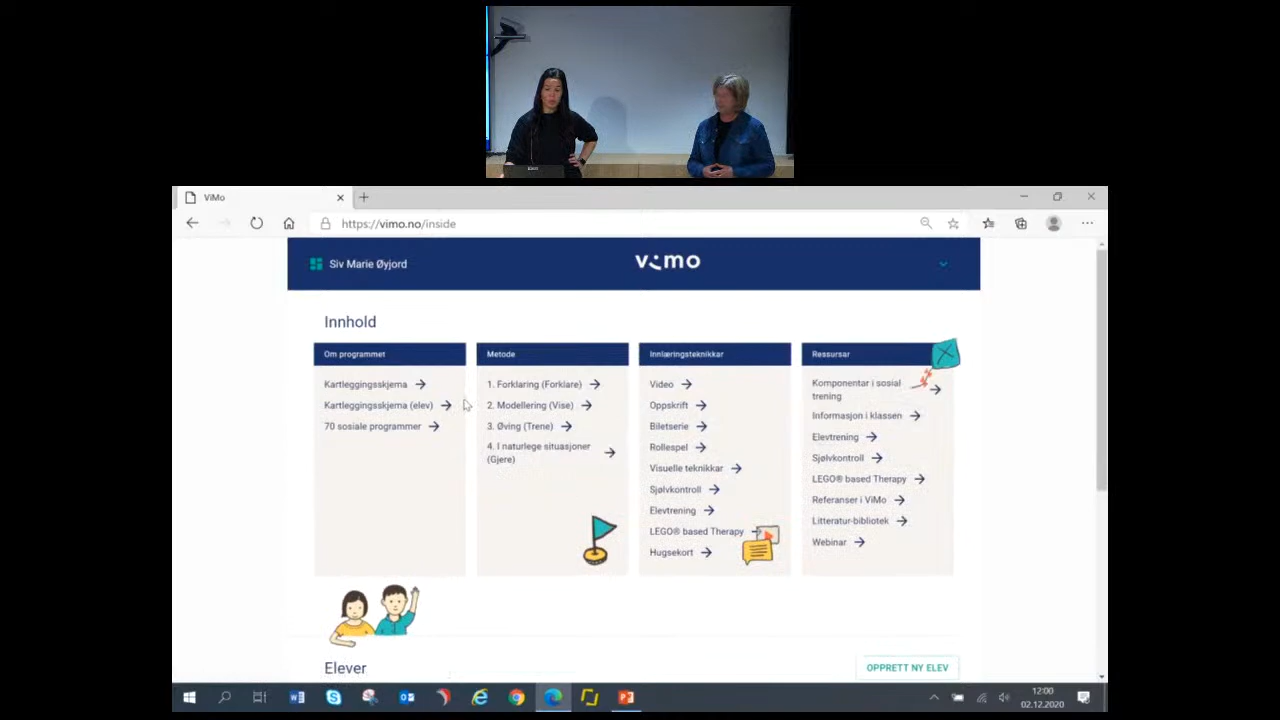 ViMo
https://vimo.no/inside
Siv Marie Øyjord
vimo
Innhold
Om programmet
Kartleggingsskjema
Kartleggingsskjema (elev)
70 sosiale programmer
Metode
1. Forklaring (Forklare)
2. Modellering (Vise)
3. Øving (Trene)
4. I naturlege situasjoner
(Gjere)
Innlæringsteknikkar
Video
Oppskrift
Biletserie
Rollespel
Visuelle teknikkar
Sjølvkontroll
Elevtrening
LEGO® based Therapy
Hugsekort
Ressursar
Komponentar i sosial
trening
Informasjon i klassen
Elevtrening
Sjølvkontroll
LEGO® based Therapy
Referanser i ViMo
Litteratur-bibliotek
Webinar
Elever
OPPRETT NY ELEV
12:00
02.12.2020